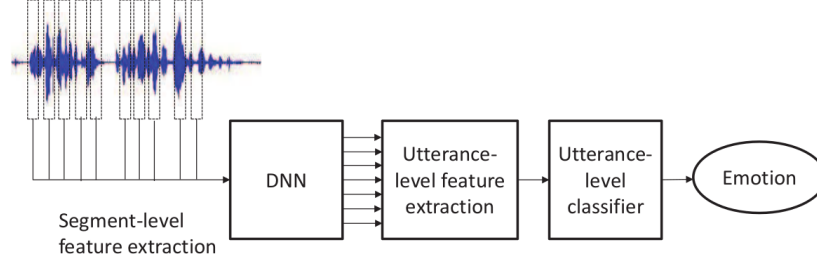 Segment-level
feature extraction
DNN
Utterance-
level feature
extraction
Utterance-
level
classifier
Emotion